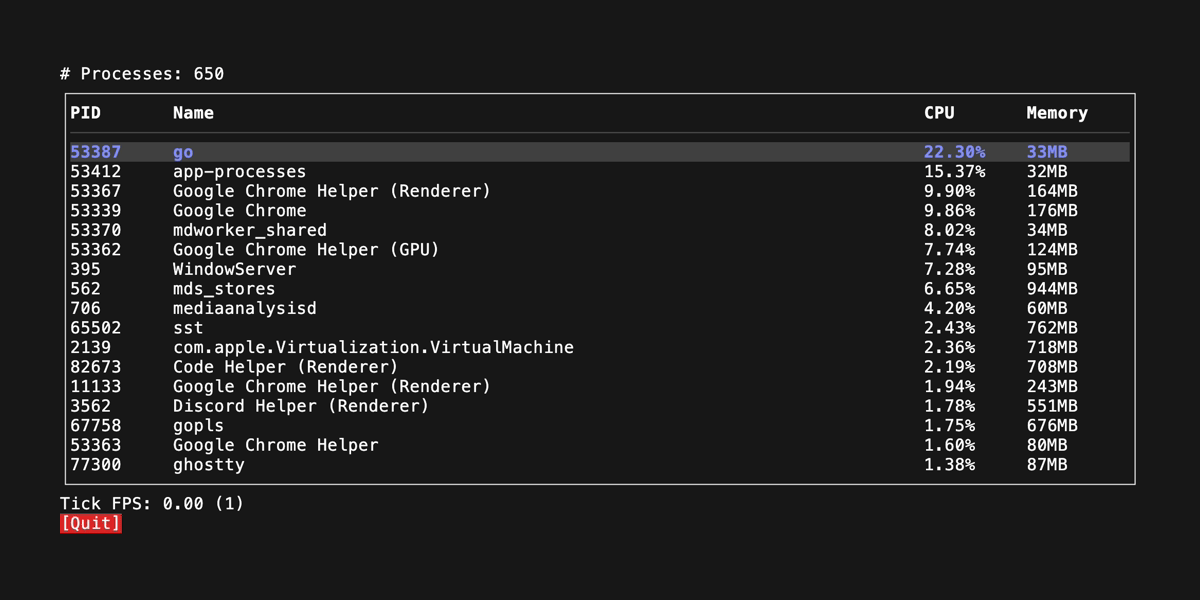 # Processes: 650
PID Name CPU Memory
53387 go 22.30% 33MB
53412 app-processes 15.37% 32MB
53367 Google Chrome Helper (Renderer) 9.90% 164MB
53339 Google Chrome 9.86% 176MB
53370 mdworker_shared 8.02% 34MB
53362 Google Chrome Helper (GPU) 7.74% 124MB
395 WindowServer 7.28% 95MB
562 mds_stores 6.65% 944MB
706 mediaanalysisd 4.20% 60MB
65502 sst 2.43% 762MB
2139 com.apple.Virtualization.VirtualMachine 2.36% 718MB
82673 Code Helper (Renderer) 2.19% 708MB
11133 Google Chrome Helper (Renderer) 1.94% 243MB
3562 Discord Helper (Renderer) 1.78% 551MB
67758 gopls 1.75% 676MB
53363 Google Chrome Helper 1.60% 80MB
77300 ghostty 1.38% 87MB
Tick FPS: 0.00 (1)
[Quit]